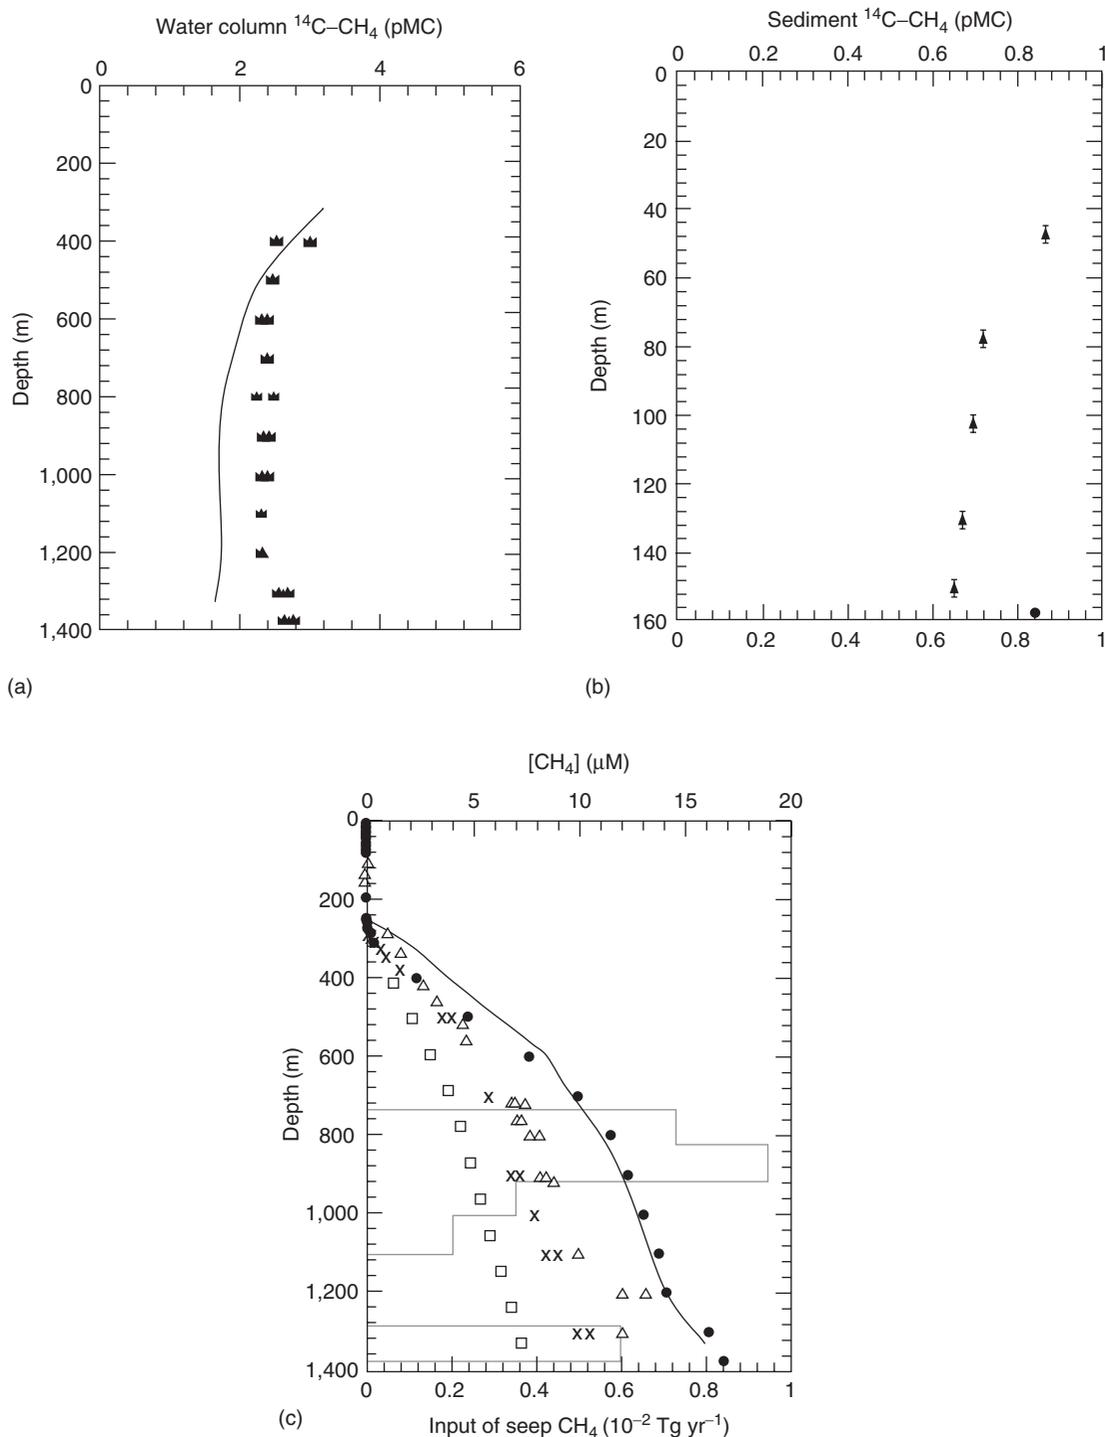 Water column ¹⁴C–CH₄ (pMC)
0 2 4 6
0
200
400
600
800
1,000
1,200
1,400
Depth (m)
(a)
Sediment ¹⁴C–CH₄ (pMC)
0 0.2 0.4 0.6 0.8 1
0
20
40
60
80
100
120
140
160
Depth (m)
0 0.2 0.4 0.6 0.8 1
(b)
[CH₄] (μM)
0 5 10 15 20
0
200
400
600
800
1,000
1,200
1,400
Depth (m)
0 0.2 0.4 0.6 0.8 1
Input of seep CH₄ (10⁻² Tg yr⁻¹)
(c)